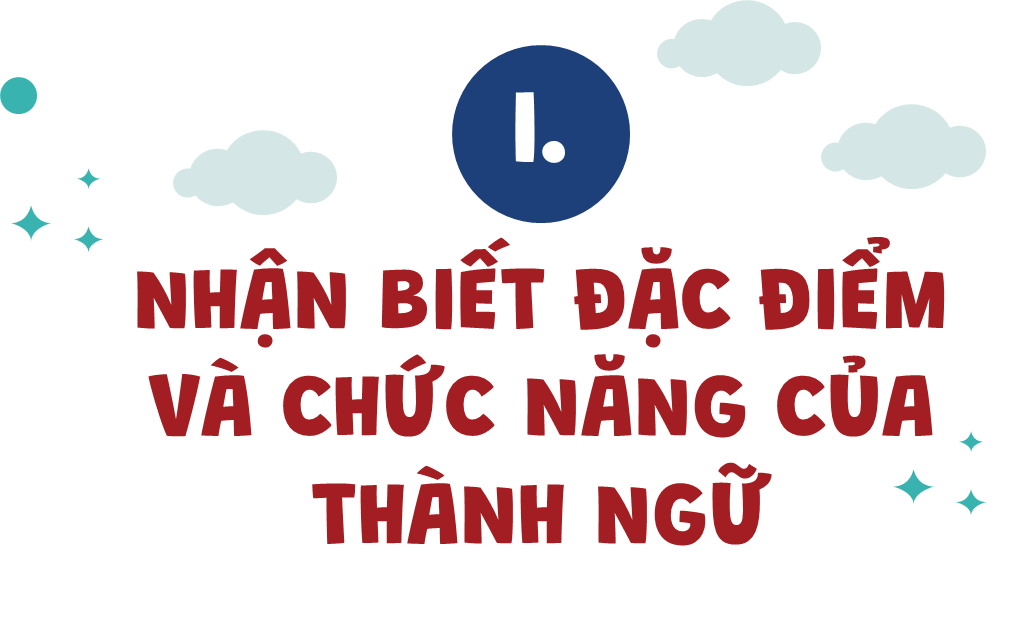 I.
NHẬN BIẾT ĐẶC ĐIỂM
VÀ CHỨC NĂNG CỦA
THÀNH NGỮ